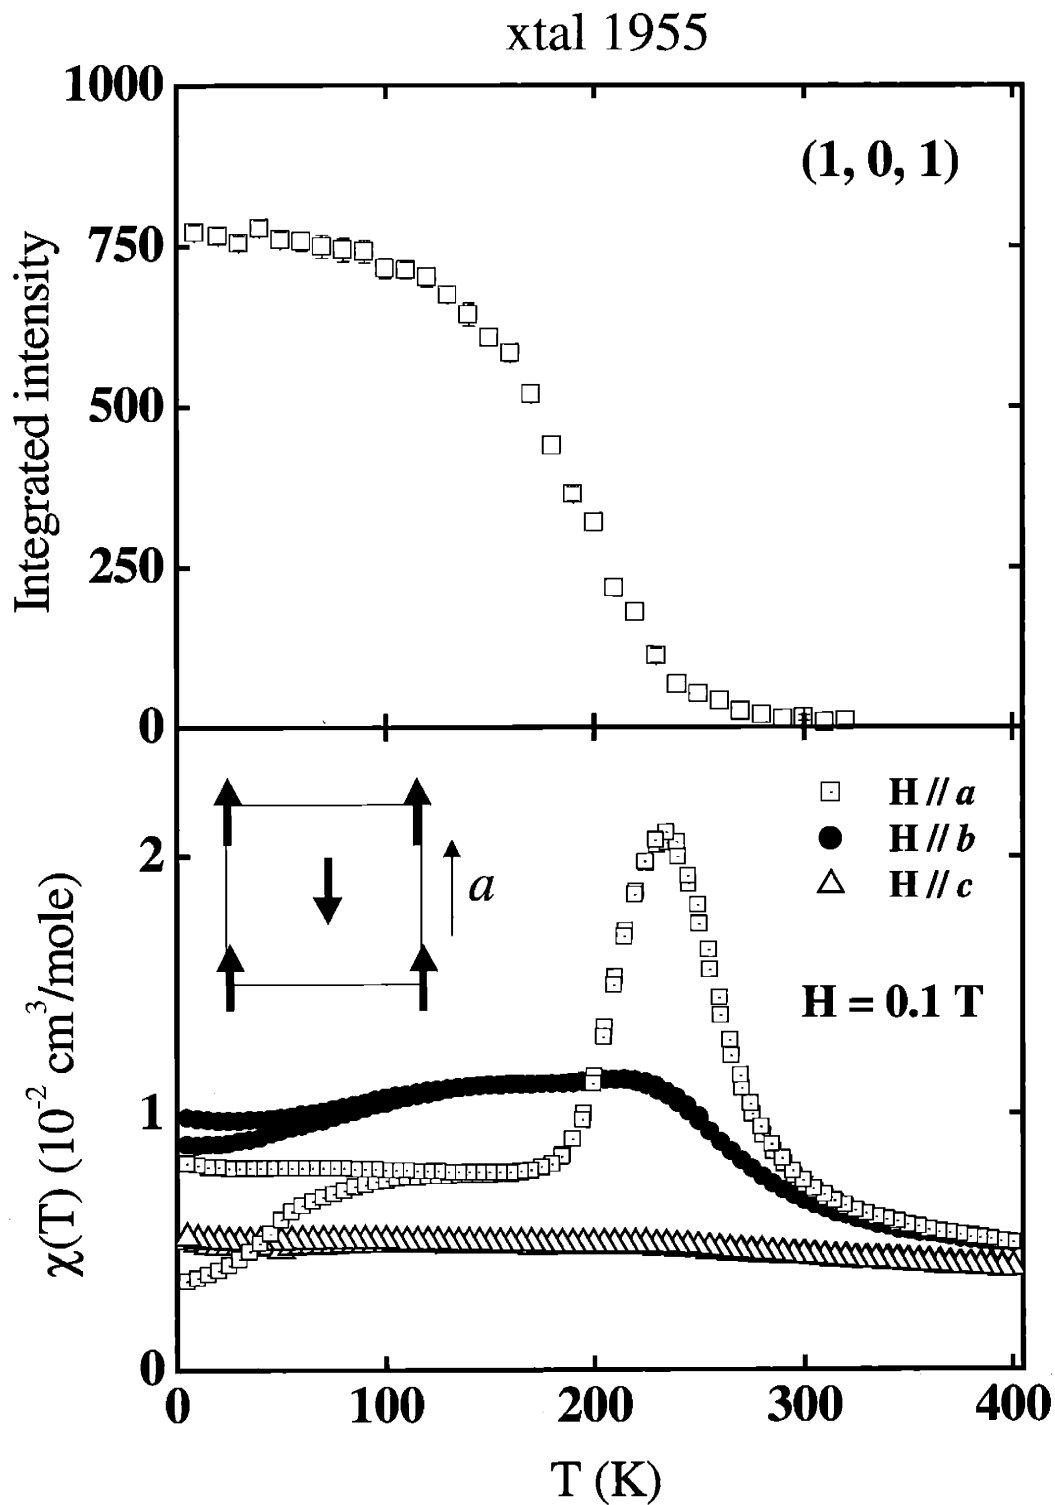 xtal 1955
1000
(1, 0, 1)
750
Integrated intensity
500
250
0
H // a
H // b
2
H // c
a
H = 0.1 T
χ(T) (10⁻² cm³/mole)
1
0
0 100 200 300 400
T (K)